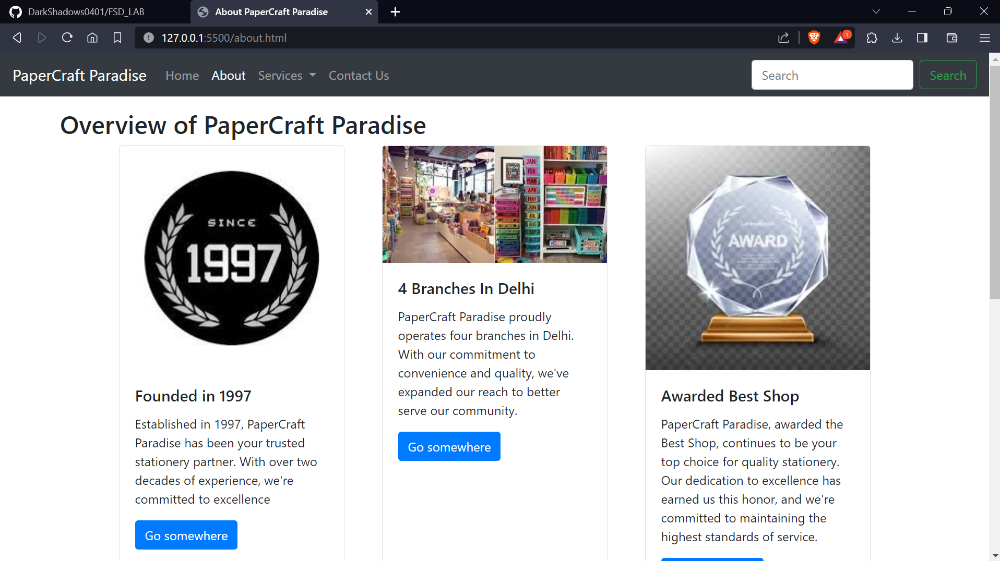 DarkShadows0401/FSD_LAB
About PaperCraft Paradise
127.0.0.1:5500/about.html
1
PaperCraft Paradise
Home
About
Services
Contact Us
Search
Search
Overview of PaperCraft Paradise
SINCE
1997
Founded in 1997
Established in 1997, PaperCraft
Paradise has been your trusted
stationery partner. With over two
decades of experience, we're
committed to excellence
Go somewhere
THROW
LIKE
JAN
FEB
MAR
APR
MAY
JUN
JUL
AUG
SEP
OCT
VELCRO
PREP
STATION
4 Branches In Delhi
PaperCraft Paradise proudly
operates four branches in Delhi.
With our commitment to
convenience and quality, we've
expanded our reach to better
serve our community.
Go somewhere
AWARD
Awarded Best Shop
PaperCraft Paradise, awarded the
Best Shop, continues to be your
top choice for quality stationery.
Our dedication to excellence has
earned us this honor, and we're
committed to maintaining the
highest standards of service.